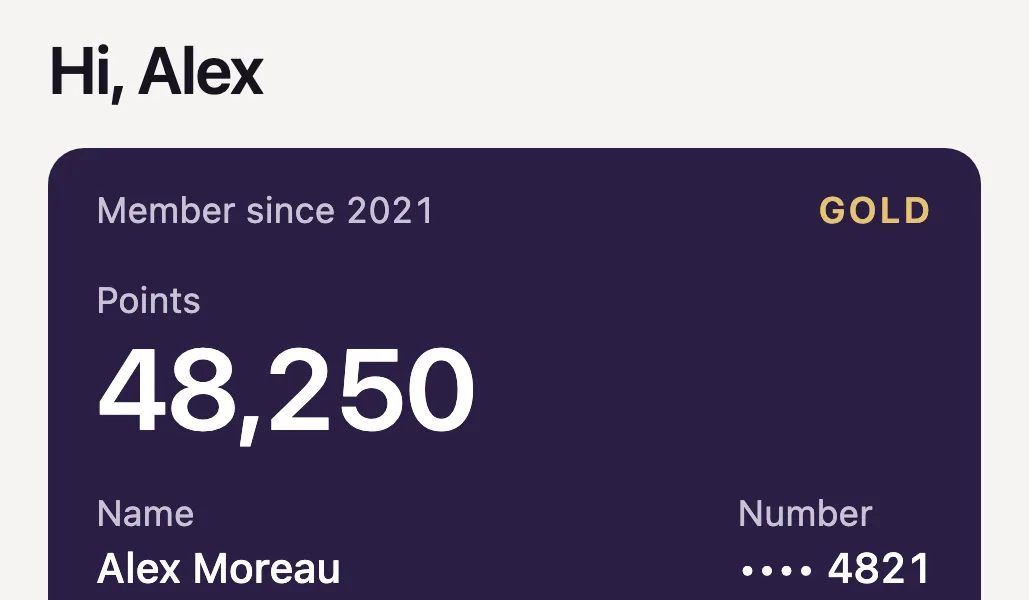 Hi, Alex
Member since 2021 GOLD
Points
48,250
Name Number
Alex Moreau •••• 4821